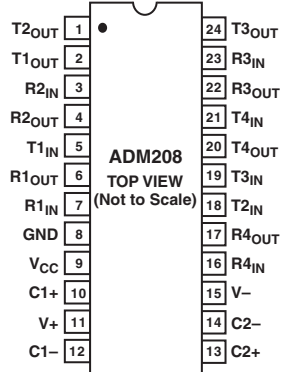 T2OUT 1 24 T3OUT
T1OUT 2 23 R3IN
R2IN 3 22 R3OUT
R2OUT 4 21 T4IN
T1IN 5 20 T4OUT
R1OUT 6 19 T3IN
R1IN 7 18 T2IN
GND 8 17 R4OUT
VCC 9 16 R4IN
C1+ 10 15 V–
V+ 11 14 C2–
C1– 12 13 C2+
ADM208
TOP VIEW
(Not to Scale)